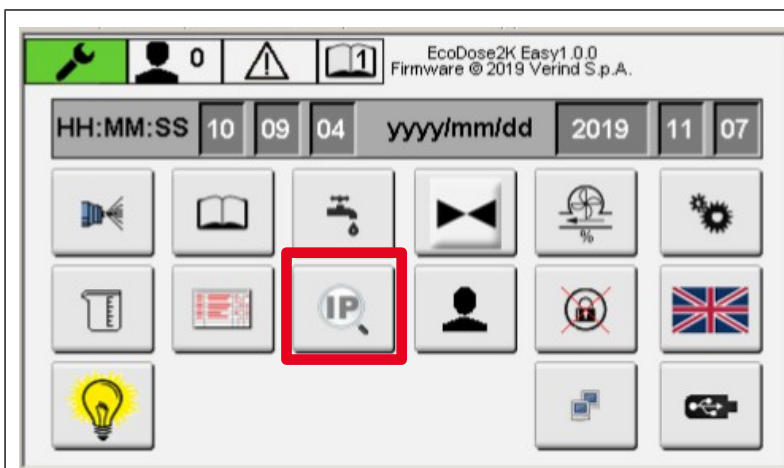 0
1
EcoDose2K Easy1.0.0
Firmware © 2019 Verind S.p.A.
HH:MM:SS 10 09 04 yyyy/mm/dd 2019 11 07
%
IP